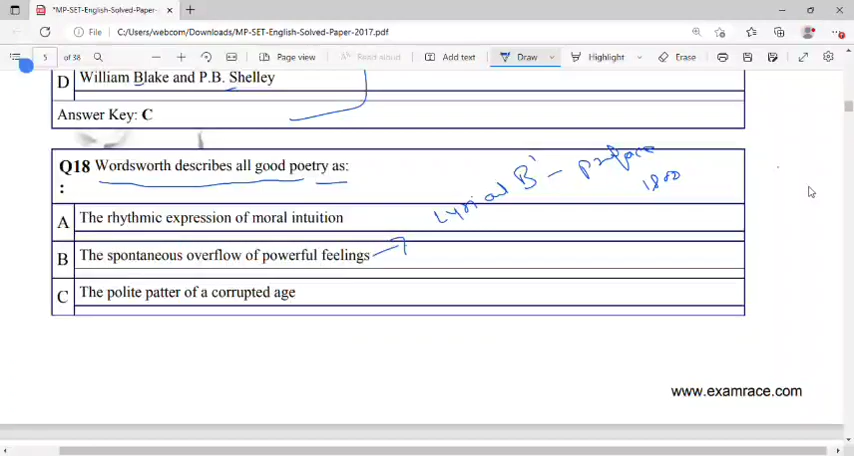 *MP-SET-English-Solved-Paper-
File
C:/Users/webcom/Downloads/MP-SET-English-Solved-Paper-2017.pdf
5 of 38
Page view
React sound
Add text
Draw
Highlight
Erase
D William Blake and P.B. Shelley
Answer Key: C
Q18 Wordsworth describes all good poetry as:
:
Lyrical B' - Preface
1800
A The rhythmic expression of moral intuition
B The spontaneous overflow of powerful feelings
C The polite patter of a corrupted age
www.examrace.com